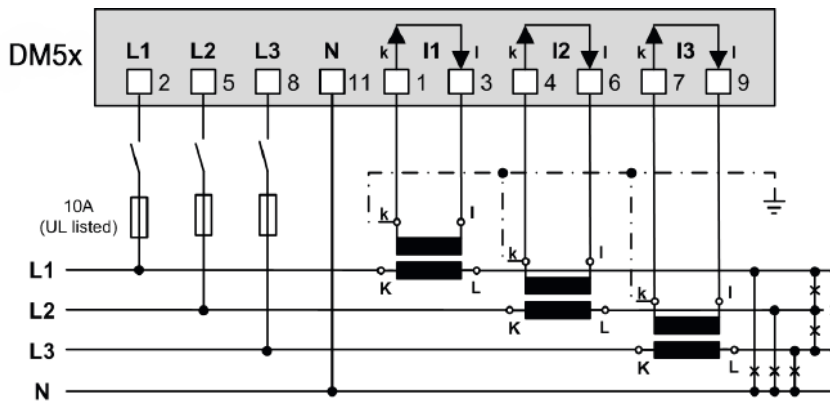 DM5x
L1 L2 L3 N k I1 l k I2 l k I3 l
2 5 8 11 1 3 4 6 7 9
10A
(UL listed)
k l
k l
k l
L1
K L
L2
K L
L3
K L
N